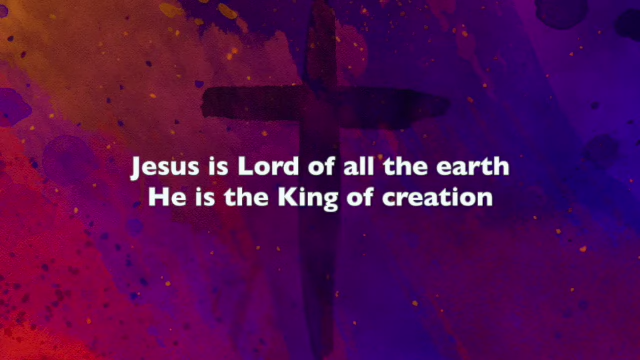 Jesus is Lord of all the earth
He is the King of creation